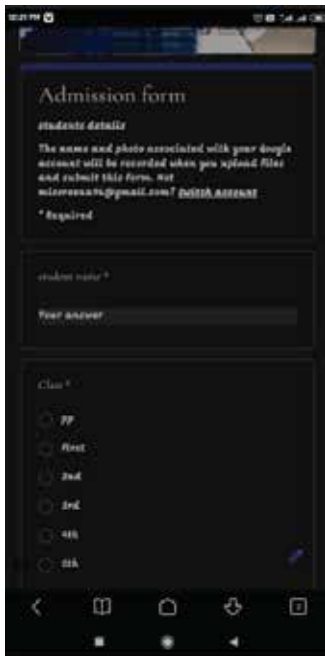 Admission form
students details
The name and photo associated with your Google
account will be recorded when you upload files
and submit this form. Not
switch account
* Required
student name *
Your answer
Class *
PP
First
2nd
3rd
4th
5th